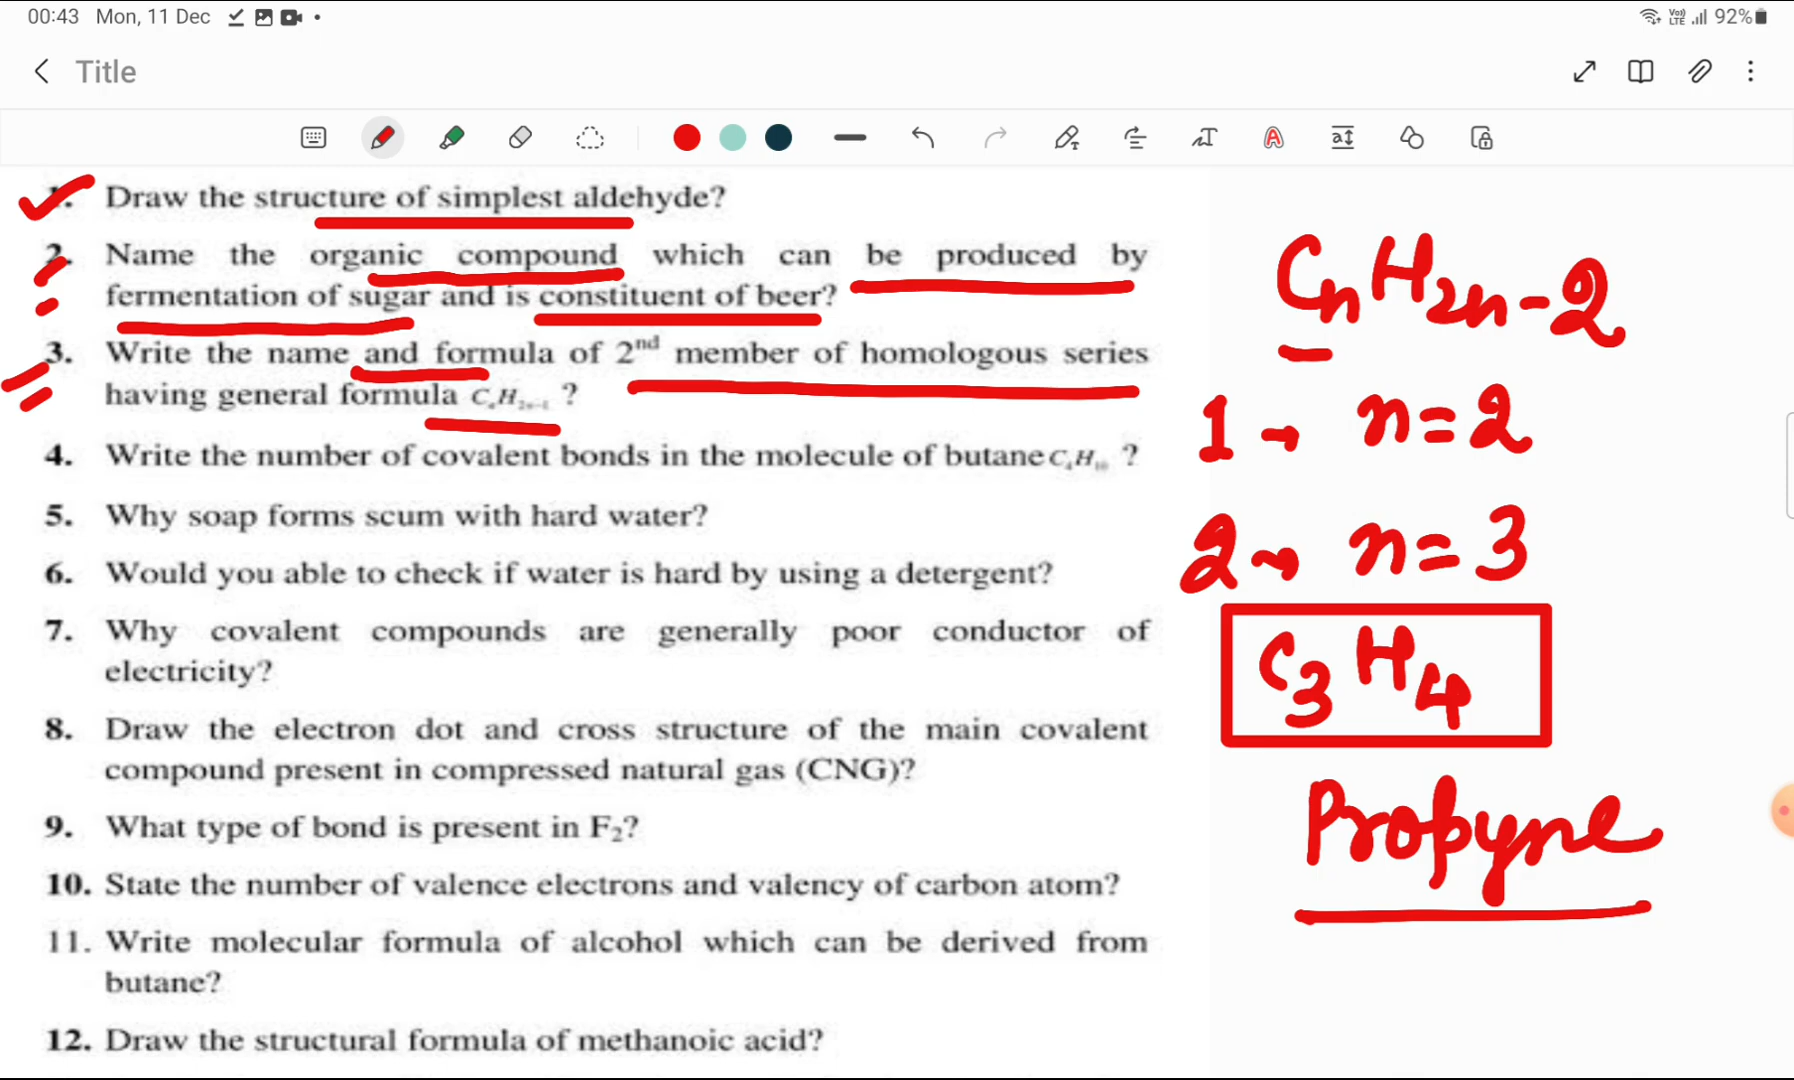 00:43 Mon, 11 Dec
92%
Title
1. Draw the structure of simplest aldehyde?
2. Name the organic compound which can be produced by
fermentation of sugar and is constituent of beer?
3. Write the name and formula of 2nd member of homologous series
having general formula ?
4. Write the number of covalent bonds in the molecule of butane C₄H₁₀ ?
5. Why soap forms scum with hard water?
6. Would you able to check if water is hard by using a detergent?
7. Why covalent compounds are generally poor conductor of
electricity?
8. Draw the electron dot and cross structure of the main covalent
compound present in compressed natural gas (CNG)?
9. What type of bond is present in F₂?
10. State the number of valence electrons and valency of carbon atom?
11. Write molecular formula of alcohol which can be derived from
butane?
12. Draw the structural formula of methanoic acid?
CnH2n-2
1→ n=2
2→ n=3
C3H4
Propyne